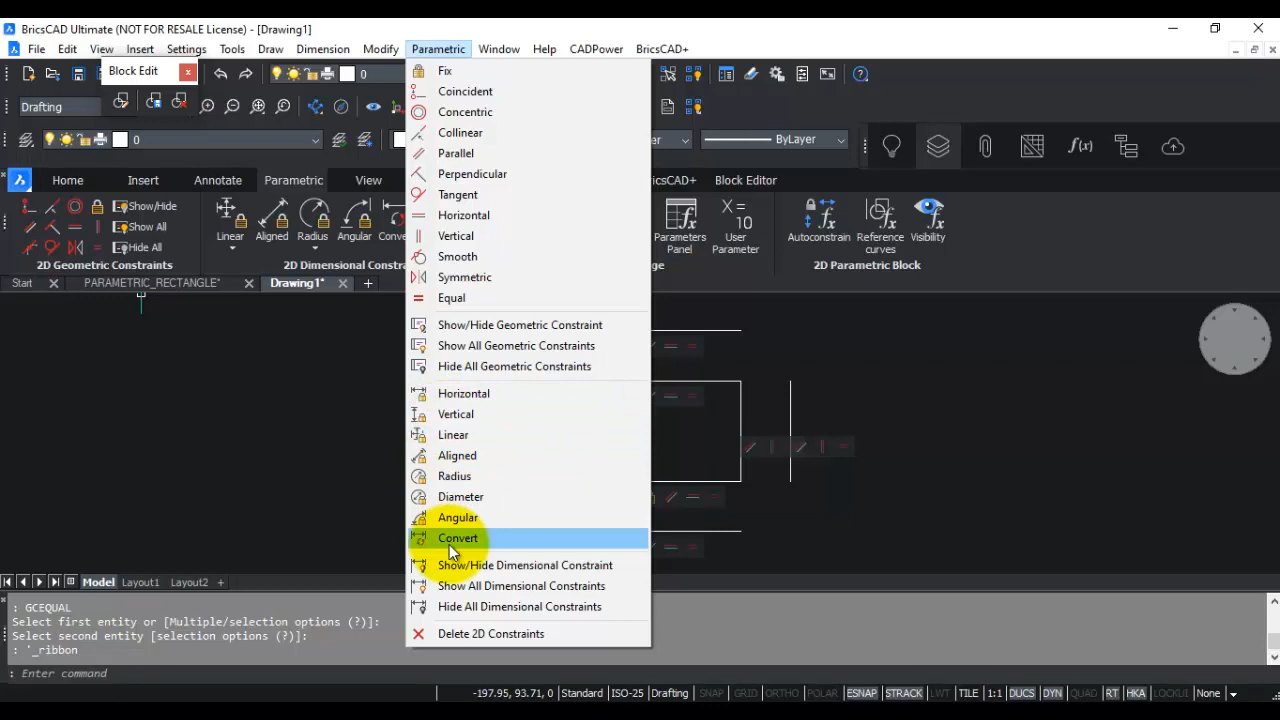 BricsCAD Ultimate (NOT FOR RESALE License) - [Drawing1]
File Edit View Insert Settings Tools Draw Dimension Modify Parametric Window Help CADPower BricsCAD+
Block Edit x
0
Drafting
0
ByLayer
Home Insert Annotate Parametric View BricsCAD+ Block Editor
Show/Hide
Show All
Hide All
Linear Aligned Radius Angular
Parameters Panel
X = 10
User Parameter
Autoconstrain
Reference curves
Visibility
2D Geometric Constraints
2D Parametric Block
Start x PARAMETRIC_RECTANGLE* x Drawing1* x +
Fix
Coincident
Concentric
Collinear
Parallel
Perpendicular
Tangent
Horizontal
Vertical
Smooth
Symmetric
Equal
Show/Hide Geometric Constraint
Show All Geometric Constraints
Hide All Geometric Constraints
Horizontal
Vertical
Linear
Aligned
Radius
Diameter
Angular
Convert
Show/Hide Dimensional Constraint
Show All Dimensional Constraints
Hide All Dimensional Constraints
Delete 2D Constraints
Model Layout1 Layout2 +
: GCEQUAL
Select first entity or [Multiple/selection options (?)]:
Select second entity [selection options (?)]:
: '_ribbon
: Enter command
-197.95, 93.71, 0 Standard ISO-25 Drafting SNAP GRID ORTHO POLAR ESNAP STRACK LWT TILE 1:1 DUCS DYN QUAD RT HKA LOCKUI None